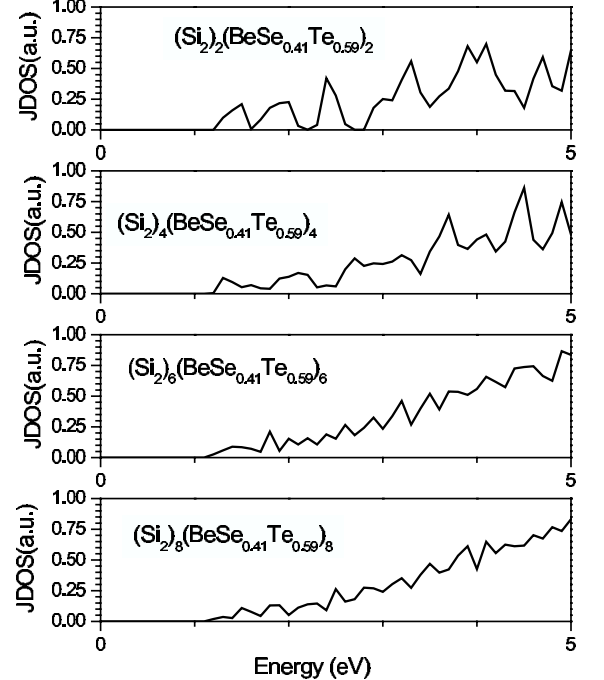 1.00
(Si₂)₂(BeSe₀.₄₁Te₀.₅₉)₂
0.75
0.50
0.25
0.00
JDOS(a.u.)
0 5
1.00
0.75
(Si₂)₄(BeSe₀.₄₁Te₀.₅₉)₄
0.50
0.25
0.00
JDOS(a.u.)
0 5
1.00
0.75
(Si₂)₆(BeSe₀.₄₁Te₀.₅₉)₆
0.50
0.25
0.00
JDOS(a.u.)
0 5
1.00
0.75
(Si₂)₈(BeSe₀.₄₁Te₀.₅₉)₈
0.50
0.25
0.00
JDOS(a.u.)
0 5
Energy (eV)